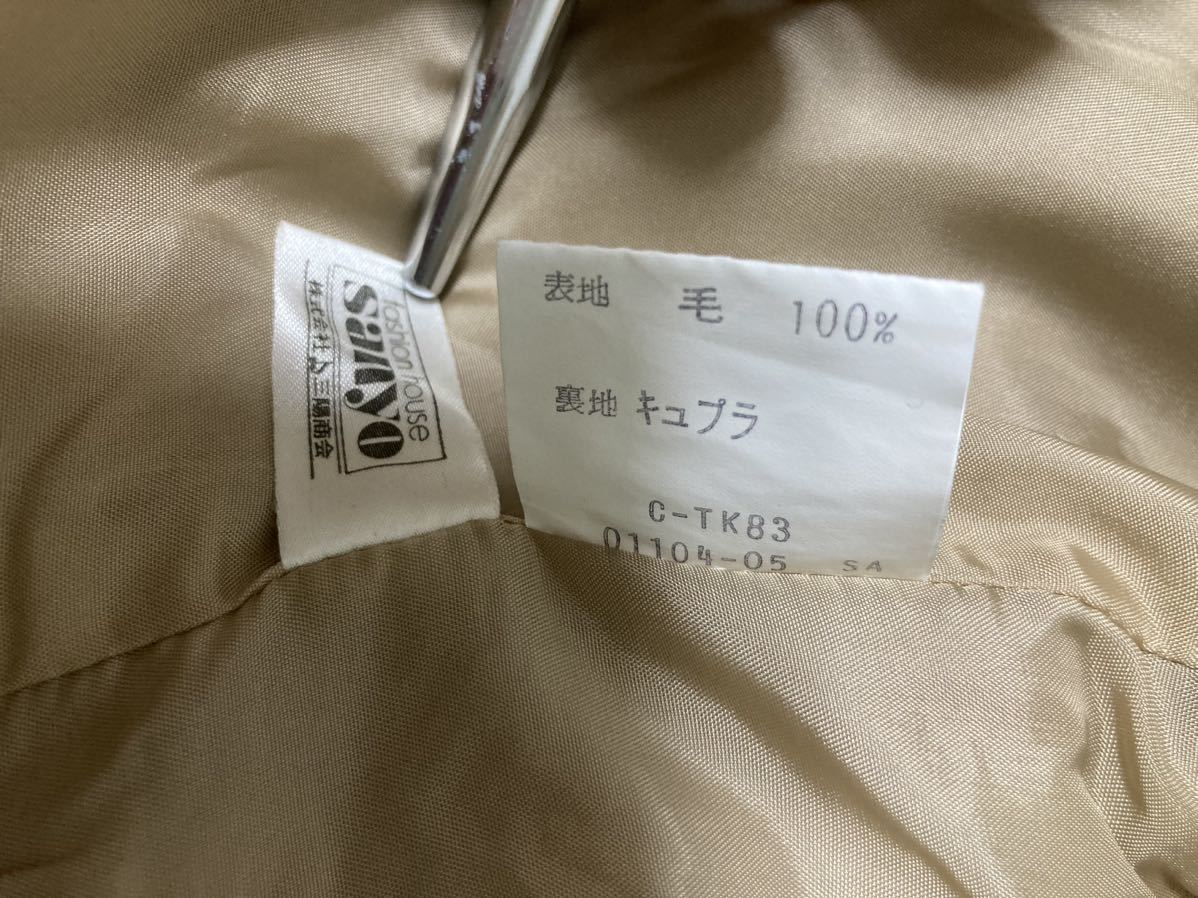 fashion house
sanyo
株式会社 三陽商会
表地 毛 100%
裏地 キュプラ
C-TK83
01104-05 SA